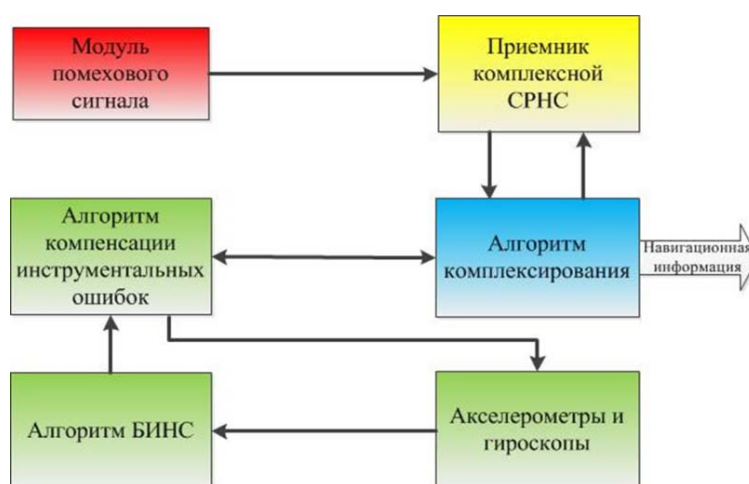 Модуль
помехового
сигнала
Приемник
комплексной
СРНС
Алгоритм
компенсации
инструментальных
ошибок
Алгоритм
комплексирования
Навигационная
информация
Алгоритм БИНС
Акселерометры и
гироскопы